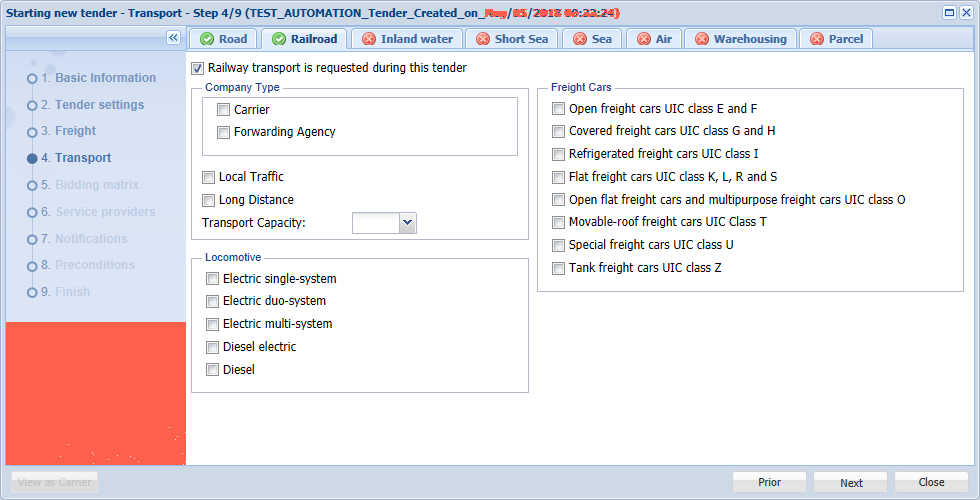 Starting new tender - Transport - Step 4/9 (TEST_AUTOMATION_Tender_Created_on_
Road Railroad Inland water Short Sea Sea Air Warehousing Parcel
1. Basic Information
2. Tender settings
3. Freight
4. Transport
5. Bidding matrix
6. Service providers
7. Notifications
8. Preconditions
9. Finish
Railway transport is requested during this tender
Company Type
Carrier
Forwarding Agency
Local Traffic
Long Distance
Transport Capacity:
Locomotive
Electric single-system
Electric duo-system
Electric multi-system
Diesel electric
Diesel
Freight Cars
Open freight cars UIC class E and F
Covered freight cars UIC class G and H
Refrigerated freight cars UIC class I
Flat freight cars UIC class K, L, R and S
Open flat freight cars and multipurpose freight cars UIC class O
Movable-roof freight cars UIC Class T
Special freight cars UIC class U
Tank freight cars UIC class Z
View as Carrier
Prior Next Close